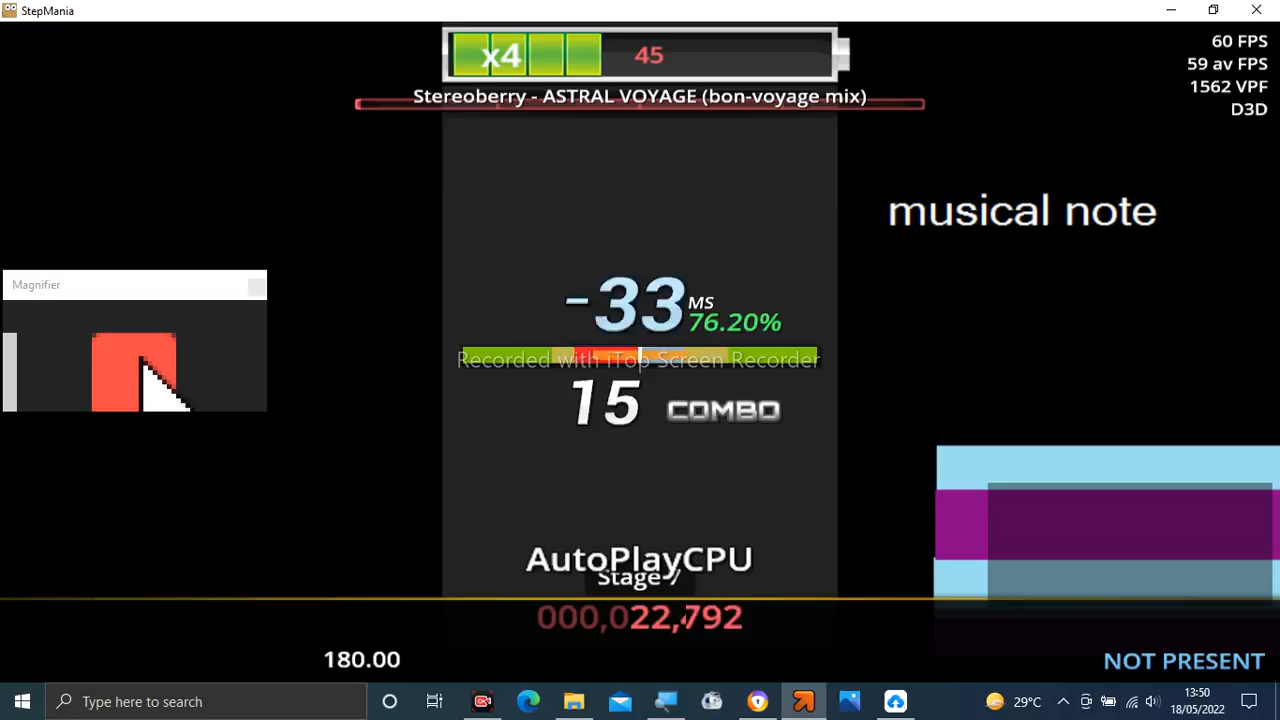 StepMania
x4
45
60 FPS
59 av FPS
1562 VPF
D3D
Stereoberry - ASTRAL VOYAGE (bon-voyage mix)
musical note
Magnifier
-33
MS
76.20%
Recorded with iTop Screen Recorder
15 COMBO
AutoPlayCPU
Stage 7
000,022,792
180.00
NOT PRESENT
Type here to search
29°C
13:50
18/05/2022